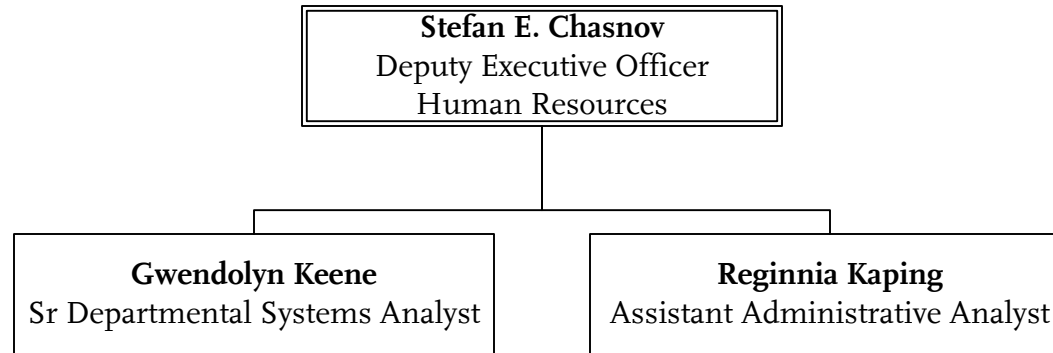 Stefan E. Chasnov
Deputy Executive Officer
Human Resources
Gwendolyn Keene
Sr Departmental Systems Analyst
Reginnia Kaping
Assistant Administrative Analyst